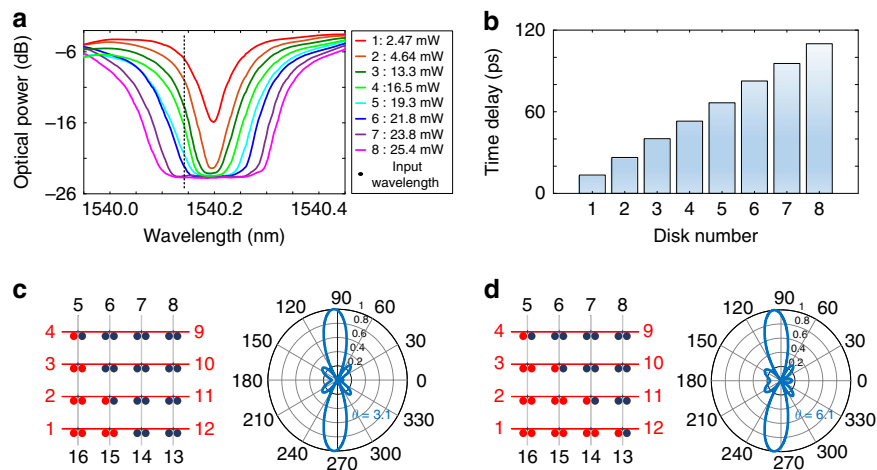 a
Optical power (dB)
−6
−16
−26
1540.0 1540.2 1540.4
Wavelength (nm)
1: 2.47 mW
2 : 4.64 mW
3 : 13.3 mW
4 :16.5 mW
5 : 19.3 mW
6 : 21.8 mW
7 : 23.8 mW
8 : 25.4 mW
Input
wavelength
b
Time delay (ps)
120
60
0
1 2 3 4 5 6 7 8
Disk number
c
5 6 7 8
4 9
3 10
2 11
1 12
16 15 14 13
90
120 60
150 30
180 0
210 330
240 300
270
1
0.8
0.6
0.4
0.2
θ = 3.1
d
5 6 7 8
4 9
3 10
2 11
1 12
16 15 14 13
90
120 60
150 30
180 0
210 330
240 300
270
1
0.8
0.6
0.4
0.2
θ = 6.1